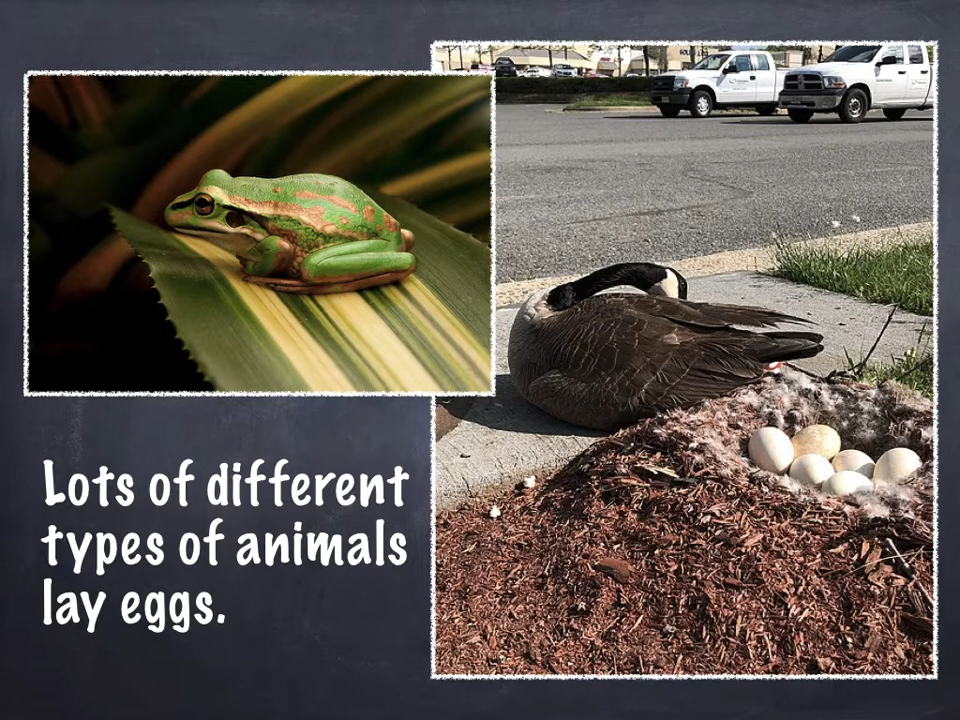 Lots of different
types of animals
lay eggs.